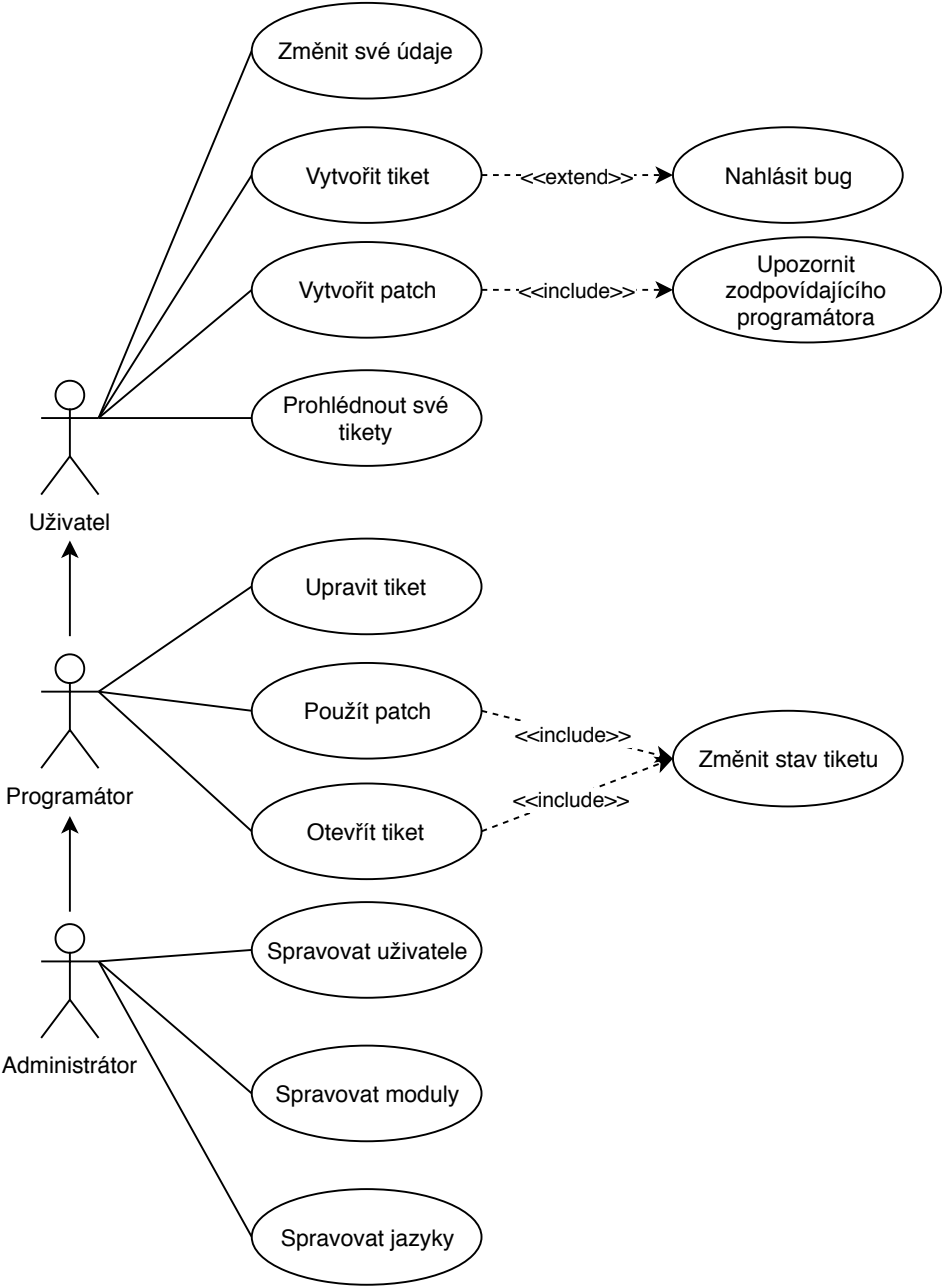 Změnit své údaje
Vytvořit tiket
<<extend>>
Nahlásit bug
Vytvořit patch
<<include>>
Upozornit
zodpovídajícího
programátora
Prohlédnout své
tikety
Uživatel
Upravit tiket
Použít patch
<<include>>
Změnit stav tiketu
Programátor
<<include>>
Otevřít tiket
Spravovat uživatele
Administrátor
Spravovat moduly
Spravovat jazyky